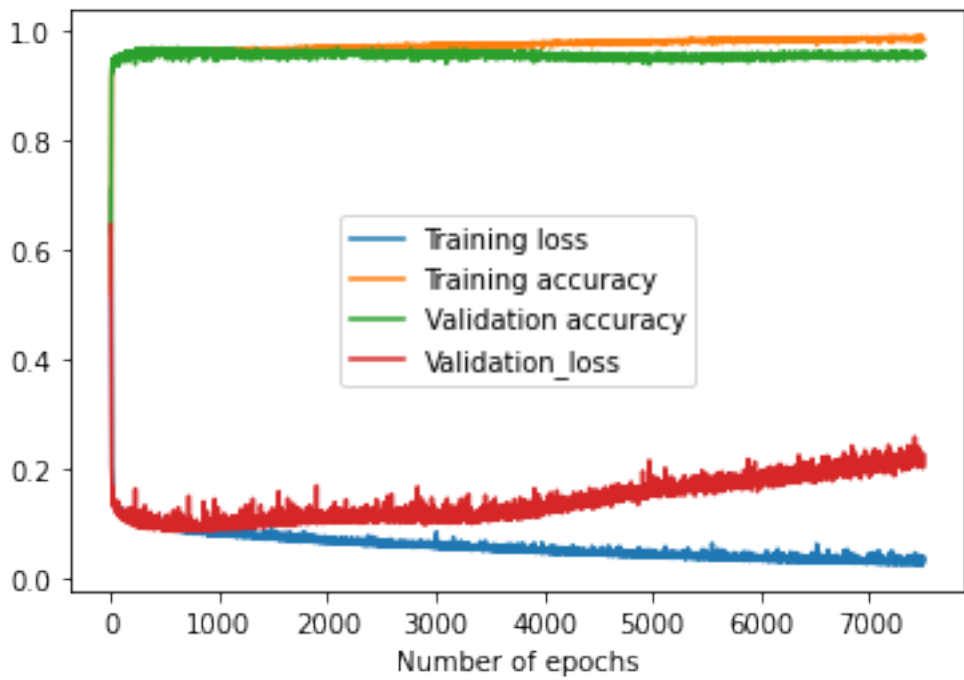 1.0
0.8
0.6
0.4
0.2
0.0
Training loss
Training accuracy
Validation accuracy
Validation_loss
0 1000 2000 3000 4000 5000 6000 7000
Number of epochs